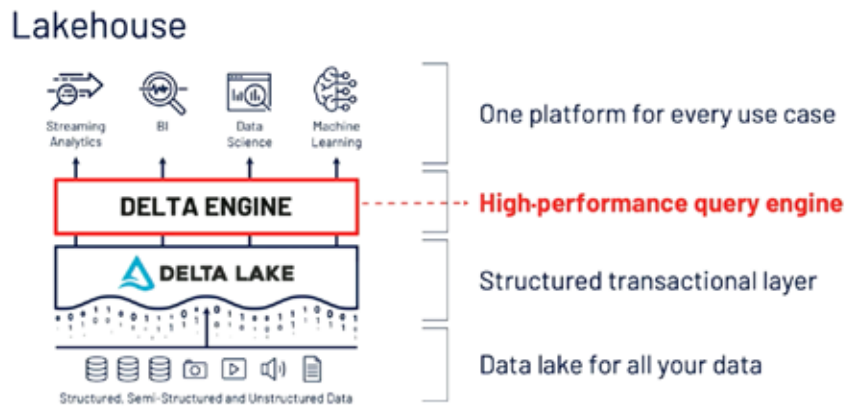 Lakehouse
Streaming Analytics
BI
Data Science
Machine Learning
One platform for every use case
DELTA ENGINE
High-performance query engine
DELTA LAKE
Structured transactional layer
Data lake for all your data
Structured, Semi-Structured and Unstructured Data